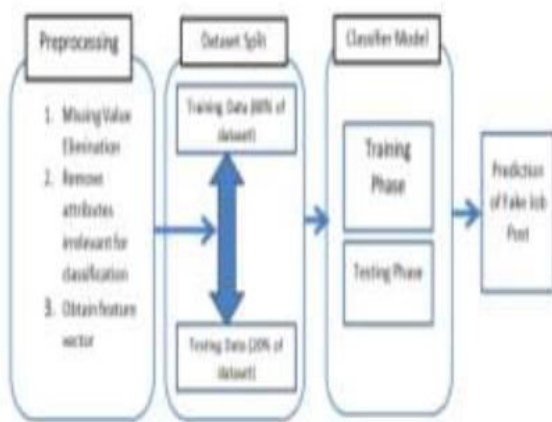 Preprocessing
1. Missing Value
Elimination
2. Remove
attributes
irrelevant for
classification
3. Obtain feature
vector
Dataset Split
Training Data (80% of
dataset)
Testing Data (20% of
dataset)
Classifier Model
Training
Phase
Testing Phase
Prediction
of Fake Job
Post